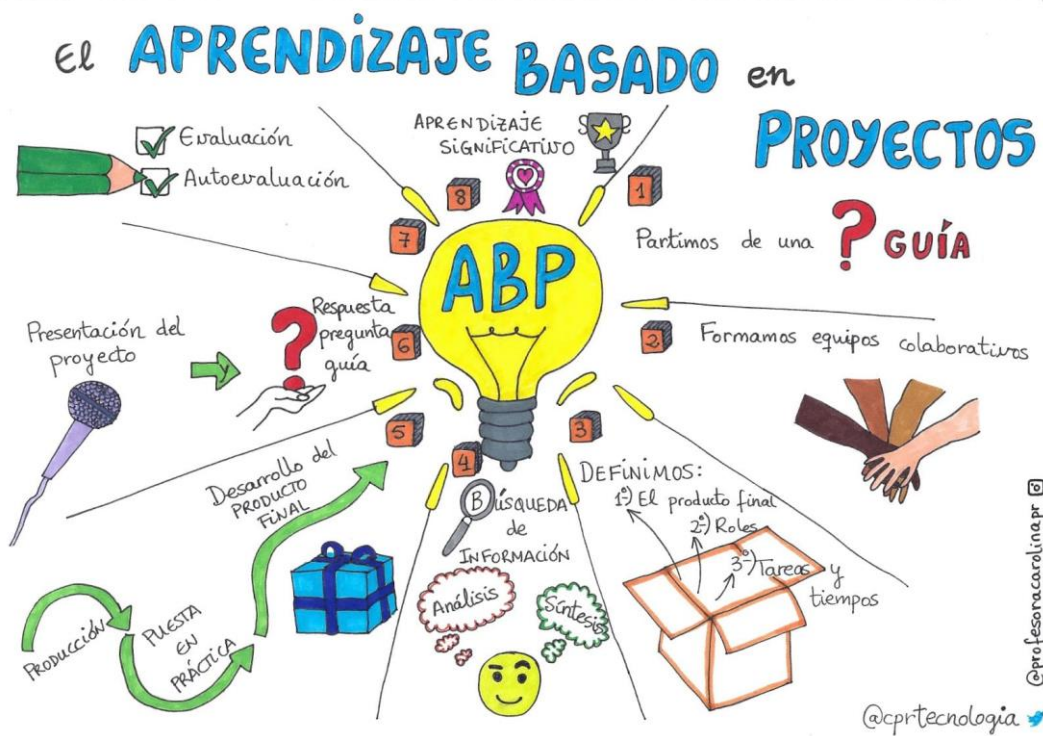 El APRENDIZAJE BASADO en
PROYECTOS
1
Partimos de una ? GUÍA
2
Formamos equipos colaborativos
3
DEFINIMOS:
1º) El producto final
2º) Roles
3º) Tareas y
tiempos
4
BÚSQUEDA
de
INFORMACIÓN
Análisis
Síntesis
5
Desarrollo del
PRODUCTO
FINAL
PRODUCCIÓN
PUESTA
EN
PRÁCTICA
6
Presentación del
proyecto
?
Respuesta
pregunta
guía
7
Evaluación
Autoevaluación
8
APRENDIZAJE
SIGNIFICATIVO
ABP
@profesoracarolinapr
@cprtecnologia